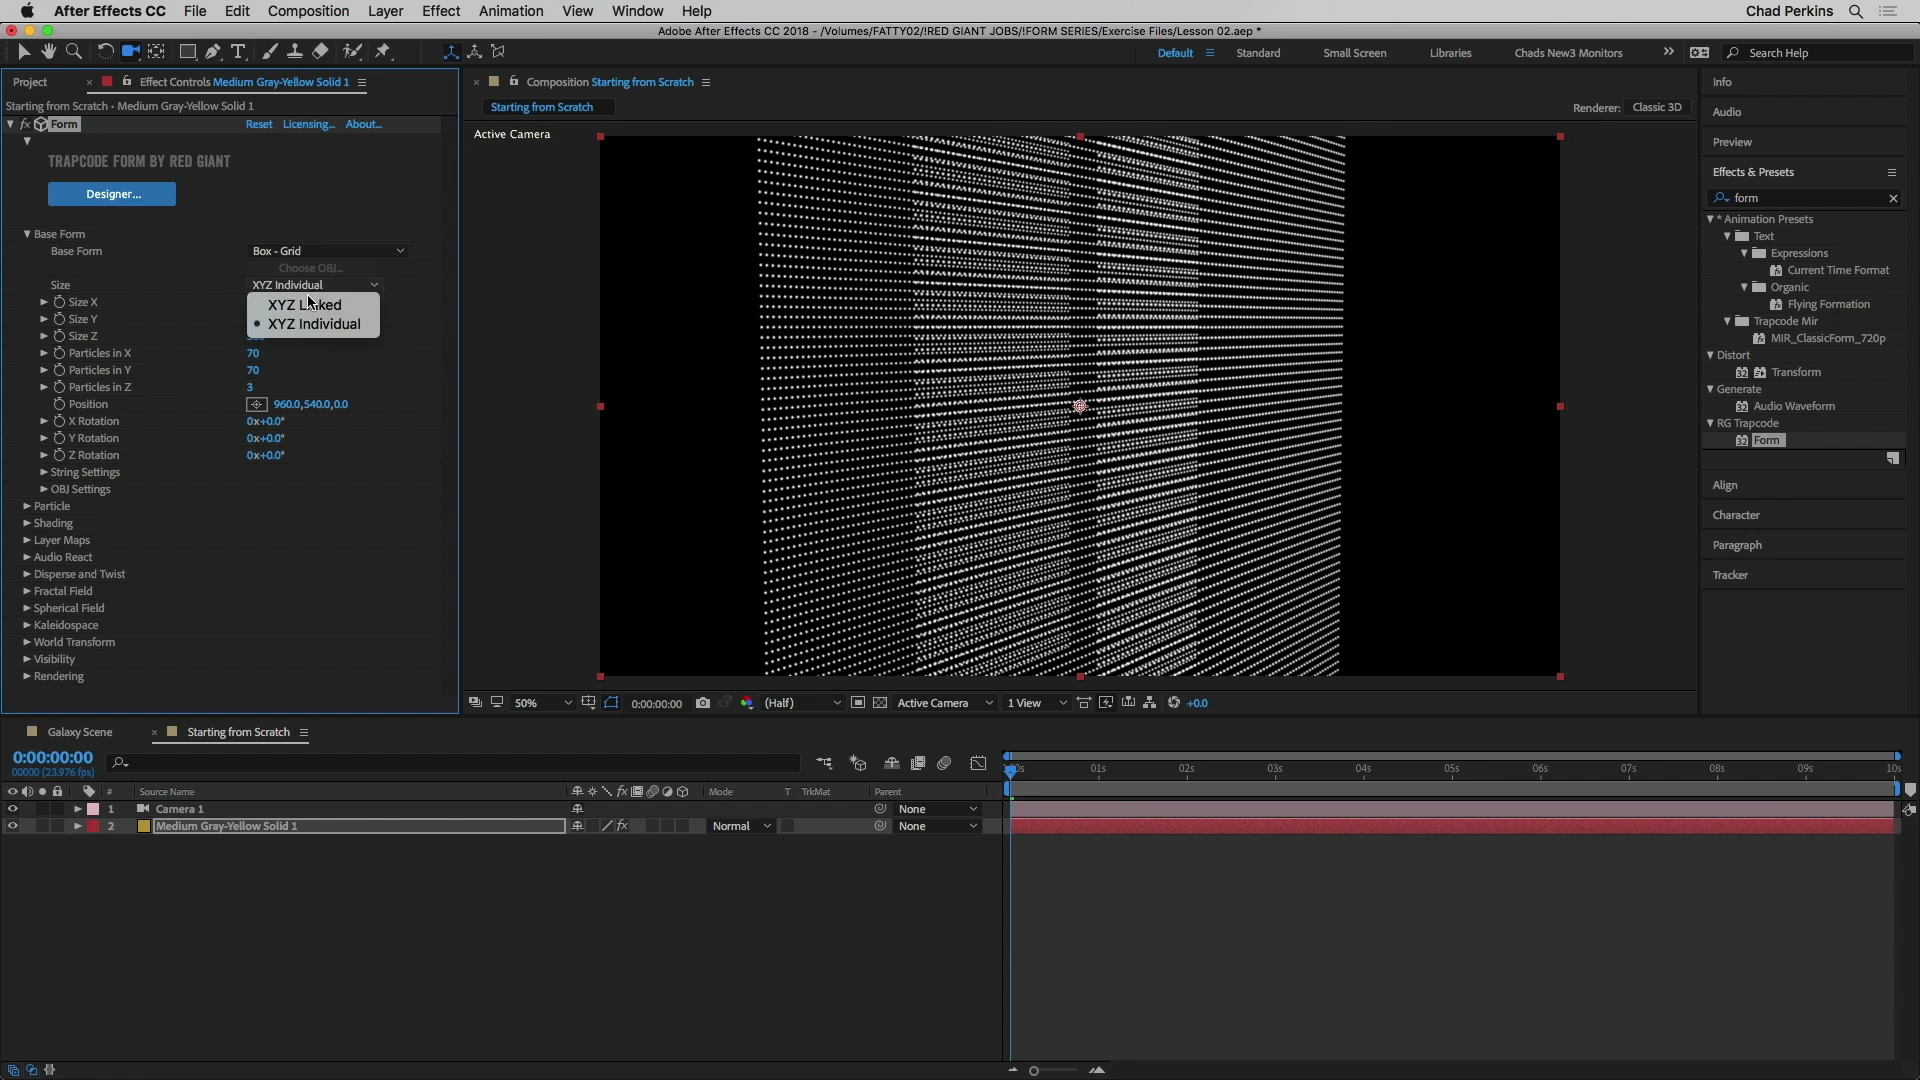 After Effects CC File Edit Composition Layer Effect Animation View Window Help Chad Perkins
Adobe After Effects CC 2018 - /Volumes/FATTY02/!RED GIANT JOBS/!FORM SERIES/Exercise Files/Lesson 02.aep *
Default Standard Small Screen Libraries Chads New3 Monitors Search Help
Project Effect Controls Medium Gray-Yellow Solid 1
Starting from Scratch • Medium Gray-Yellow Solid 1
fx Form Reset Licensing... About...
TRAPCODE FORM BY RED GIANT
Designer...
Base Form
Base Form Box - Grid
Choose OBJ...
Size XYZ Individual
XYZ Linked
XYZ Individual
Size X
Size Y
Size Z
Particles in X 70
Particles in Y 70
Particles in Z 3
Position 960.0,540.0,0.0
X Rotation 0x+0.0°
Y Rotation 0x+0.0°
Z Rotation 0x+0.0°
String Settings
OBJ Settings
Particle
Shading
Layer Maps
Audio React
Disperse and Twist
Fractal Field
Spherical Field
Kaleidospace
World Transform
Visibility
Rendering
Composition Starting from Scratch
Starting from Scratch
Renderer: Classic 3D
Active Camera
50% 0:00:00:00 (Half) Active Camera 1 View +0.0
Info
Audio
Preview
Effects & Presets
form
* Animation Presets
Text
Expressions
Current Time Format
Organic
Flying Formation
Trapcode Mir
MIR_ClassicForm_720p
Distort
32 Transform
Generate
32 Audio Waveform
RG Trapcode
32 Form
Align
Character
Paragraph
Tracker
Galaxy Scene Starting from Scratch
0:00:00:00
00000 (23.976 fps)
01s 02s 03s 04s 05s 06s 07s 08s 09s 10s
# Source Name fx Mode T TrkMat Parent
1 Camera 1 None
2 Medium Gray-Yellow Solid 1 fx Normal None